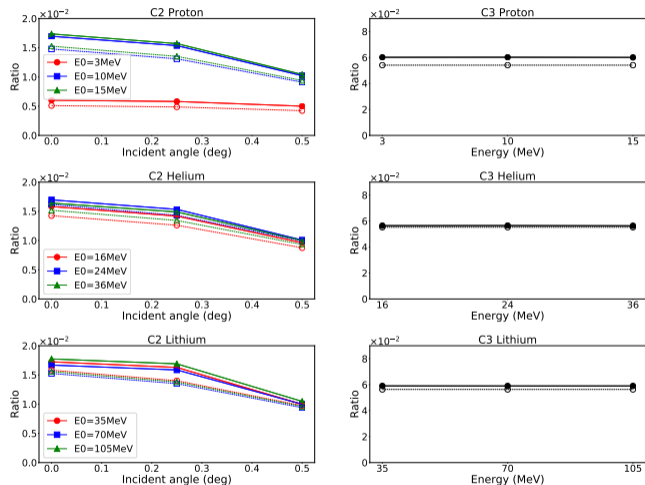 C2 Proton
×10⁻²
2.0
1.5
1.0
0.5
0.0
Ratio
E0=3MeV
E0=10MeV
E0=15MeV
0.0 0.1 0.2 0.3 0.4 0.5
Incident angle (deg)
C3 Proton
×10⁻²
8
6
4
2
0
Ratio
3 10 15
Energy (MeV)
C2 Helium
×10⁻²
2.0
1.5
1.0
0.5
0.0
Ratio
E0=16MeV
E0=24MeV
E0=36MeV
0.0 0.1 0.2 0.3 0.4 0.5
Incident angle (deg)
C3 Helium
×10⁻²
8
6
4
2
0
Ratio
16 24 36
Energy (MeV)
C2 Lithium
×10⁻²
2.0
1.5
1.0
0.5
0.0
Ratio
E0=35MeV
E0=70MeV
E0=105MeV
0.0 0.1 0.2 0.3 0.4 0.5
Incident angle (deg)
C3 Lithium
×10⁻²
8
6
4
2
0
Ratio
35 70 105
Energy (MeV)